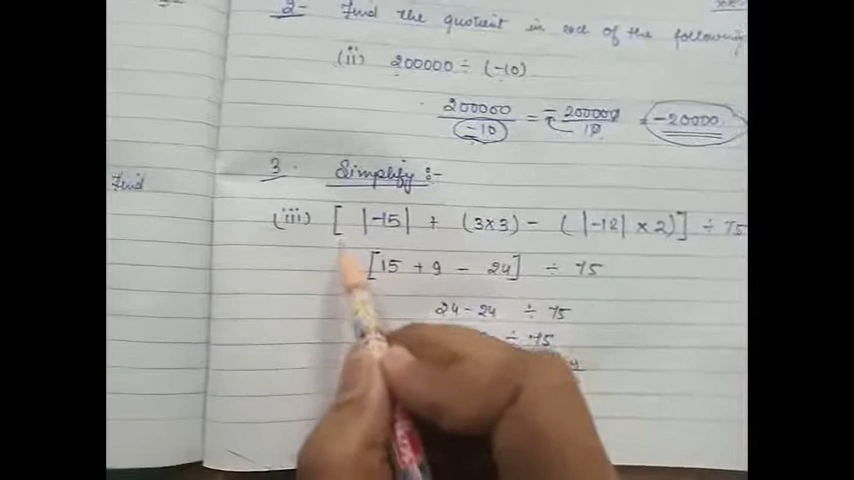 2- Find the quotient in each of the following
(ii) 200000 ÷ (-10)
200000 / -10 = - 200000 / 10 = -20000
3. Simplify :-
Find
(iii) [ |-15| + (3x3) - ( |-12| x 2)] ÷ 75
[15 + 9 - 24] ÷ 75
24 - 24 ÷ 75
÷ 75